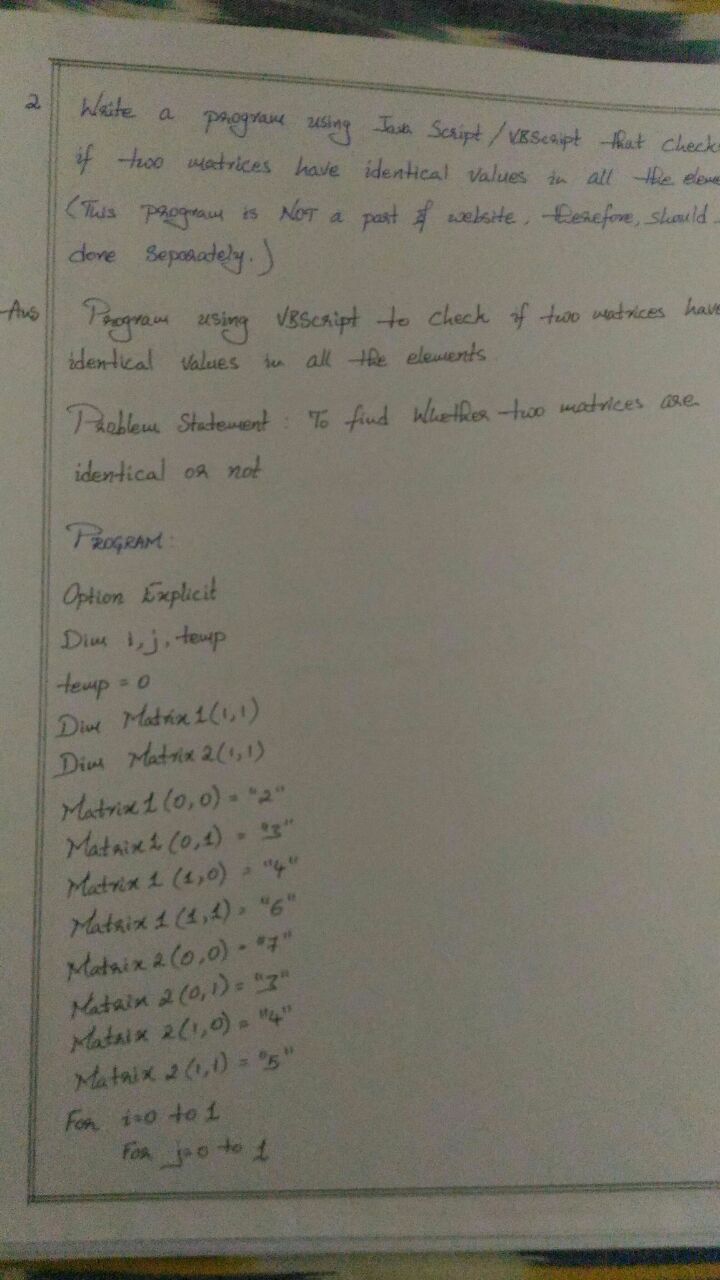 2 Write a program using Java Script/VBScript that check
if two matrices have identical values in all the eleme
(This program is NOT a part of website, therefore, should
done separately.)
Ans Program using VBScript to check if two matrices have
identical values in all the elements.
Problem Statement : To find whether two matrices are
identical or not
PROGRAM:
Option Explicit
Dim i, j, temp
temp = 0
Dim Matrix1(1,1)
Dim Matrix2(1,1)
Matrix1(0,0) = "2"
Matrix1(0,1) = "3"
Matrix1(1,0) = "4"
Matrix1(1,1) = "6"
Matrix2(0,0) = "7"
Matrix2(0,1) = "3"
Matrix2(1,0) = "4"
Matrix2(1,1) = "5"
For i=0 to 1
For j=0 to 1